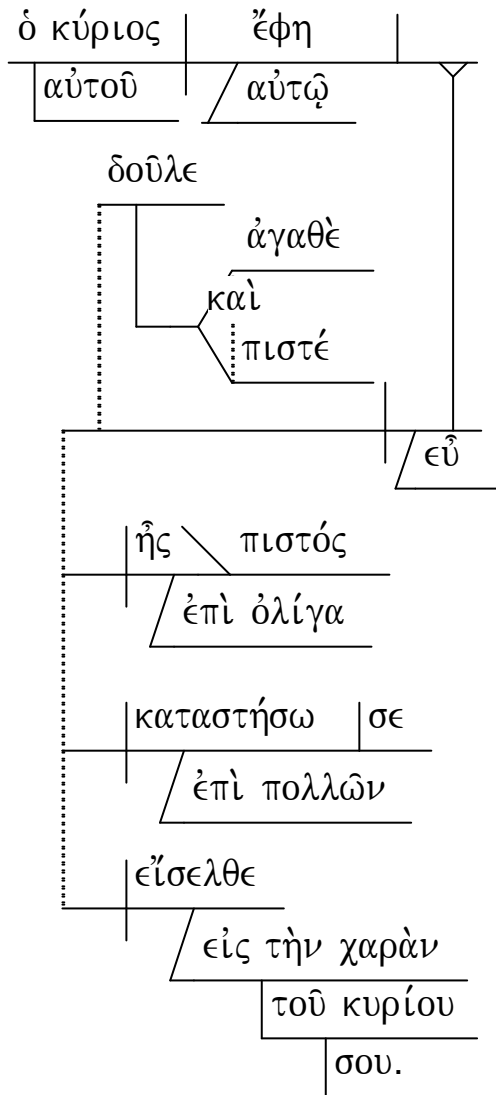 ὁ κύριος ἔφη
αὐτοῦ αὐτῷ
δοῦλε
ἀγαθὲ
καὶ
πιστέ
εὖ
ἦς πιστός
ἐπὶ ὀλίγα
καταστήσω σε
ἐπὶ πολλῶν
εἴσελθε
εἰς τὴν χαρὰν
τοῦ κυρίου
σου.